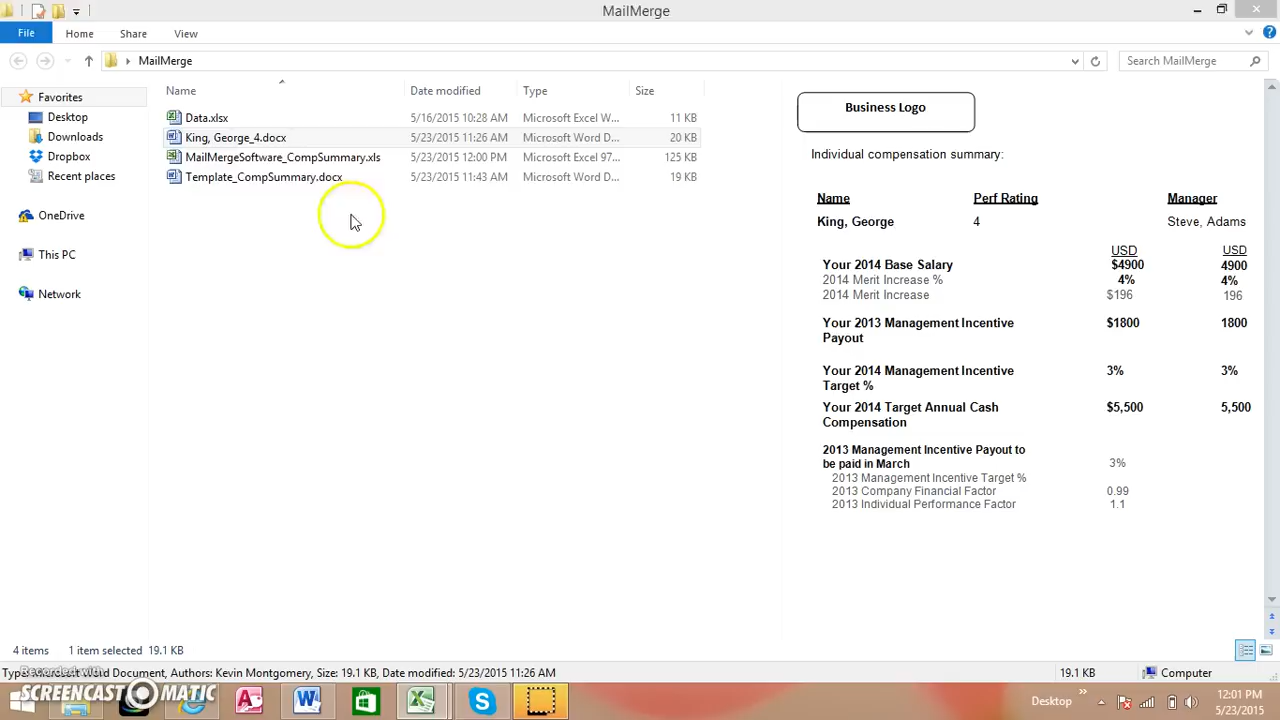 MailMerge
File Home Share View
MailMerge Search MailMerge
Name Date modified Type Size
Favorites
Desktop
Downloads
Dropbox
Recent places
OneDrive
This PC
Network
Data.xlsx 5/16/2015 10:28 AM Microsoft Excel W... 11 KB
King, George_4.docx 5/23/2015 11:26 AM Microsoft Word D... 20 KB
MailMergeSoftware_CompSummary.xls 5/23/2015 12:00 PM Microsoft Excel 97... 125 KB
Template_CompSummary.docx 5/23/2015 11:43 AM Microsoft Word D... 19 KB
Business Logo
Individual compensation summary:
Name Perf Rating Manager
King, George 4 Steve, Adams
USD USD
Your 2014 Base Salary $4900 4900
2014 Merit Increase % 4% 4%
2014 Merit Increase $196 196
Your 2013 Management Incentive $1800 1800
Payout
Your 2014 Management Incentive 3% 3%
Target %
Your 2014 Target Annual Cash $5,500 5,500
Compensation
2013 Management Incentive Payout to
be paid in March 3%
2013 Management Incentive Target %
2013 Company Financial Factor 0.99
2013 Individual Performance Factor 1.1
4 items 1 item selected 19.1 KB
Type: Microsoft Word Document, Authors: Kevin Montgomery, Size: 19.1 KB, Date modified: 5/23/2015 11:26 AM 19.1 KB Computer
Recorded with
SCREENCAST-O-MATIC
Desktop 12:01 PM
5/23/2015